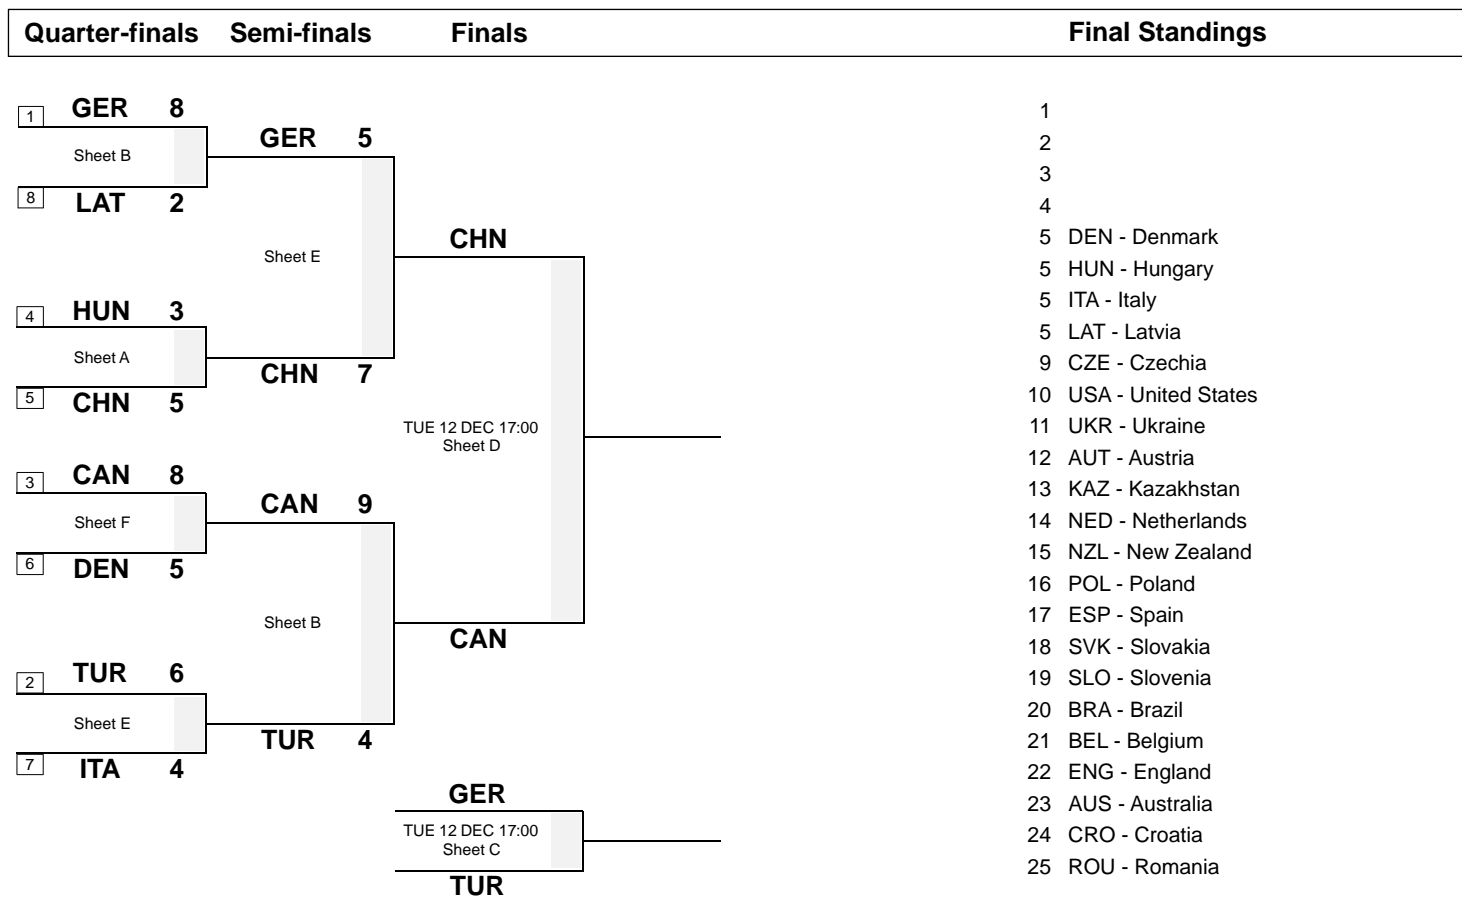 Quarter-finals Semi-finals Finals Final Standings
1 GER 8
Sheet B
8 LAT 2
4 HUN 3
Sheet A
5 CHN 5
3 CAN 8
Sheet F
6 DEN 5
2 TUR 6
Sheet E
7 ITA 4
GER 5
Sheet E
CHN 7
CAN 9
Sheet B
TUR 4
CHN
TUE 12 DEC 17:00
Sheet D
CAN
GER
TUE 12 DEC 17:00
Sheet C
TUR
1
2
3
4
5 DEN - Denmark
5 HUN - Hungary
5 ITA - Italy
5 LAT - Latvia
9 CZE - Czechia
10 USA - United States
11 UKR - Ukraine
12 AUT - Austria
13 KAZ - Kazakhstan
14 NED - Netherlands
15 NZL - New Zealand
16 POL - Poland
17 ESP - Spain
18 SVK - Slovakia
19 SLO - Slovenia
20 BRA - Brazil
21 BEL - Belgium
22 ENG - England
23 AUS - Australia
24 CRO - Croatia
25 ROU - Romania